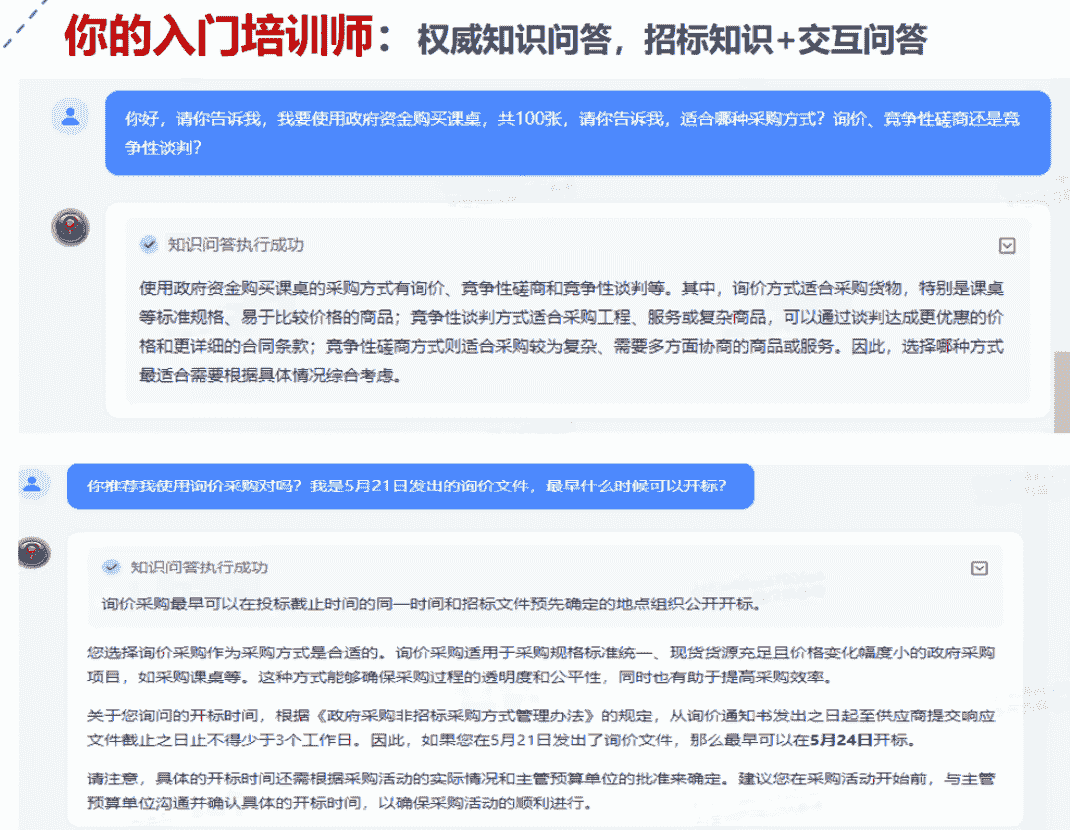 你的入门培训师：权威知识问答，招标知识+交互问答
你好，请你告诉我，我要使用政府资金购买课桌，共100张，请你告诉我，适合哪种采购方式？询价、竞争性磋商还是竞
争性谈判？
知识问答执行成功
使用政府资金购买课桌的采购方式有询价、竞争性磋商和竞争性谈判等。其中，询价方式适合采购货物，特别是课桌
等标准规格、易于比较价格的商品；竞争性谈判方式适合采购工程、服务或复杂商品，可以通过谈判达成更优惠的价
格和更详细的合同条款；竞争性磋商方式则适合采购较为复杂、需要多方面协商的商品或服务。因此，选择哪种方式
最适合需要根据具体情况综合考虑。
你推荐我使用询价采购对吗？我是5月21日发出的询价文件，最早什么时候可以开标？
知识问答执行成功
询价采购最早可以在投标截止时间的同一时间和招标文件预先确定的地点组织公开开标。
您选择询价采购作为采购方式是合适的。询价采购适用于采购规格标准统一、现货货源充足且价格变化幅度小的政府采购
项目，如采购课桌等。这种方式能够确保采购过程的透明度和公平性，同时也有助于提高采购效率。
关于您询问的开标时间，根据《政府采购非招标采购方式管理办法》的规定，从询价通知书发出之日起至供应商提交响应
文件截止之日止不得少于3个工作日。因此，如果您在5月21日发出了询价文件，那么最早可以在5月24日开标。
请注意，具体的开标时间还需根据采购活动的实际情况和主管预算单位的批准来确定。建议您在采购活动开始前，与主管
预算单位沟通并确认具体的开标时间，以确保采购活动的顺利进行。